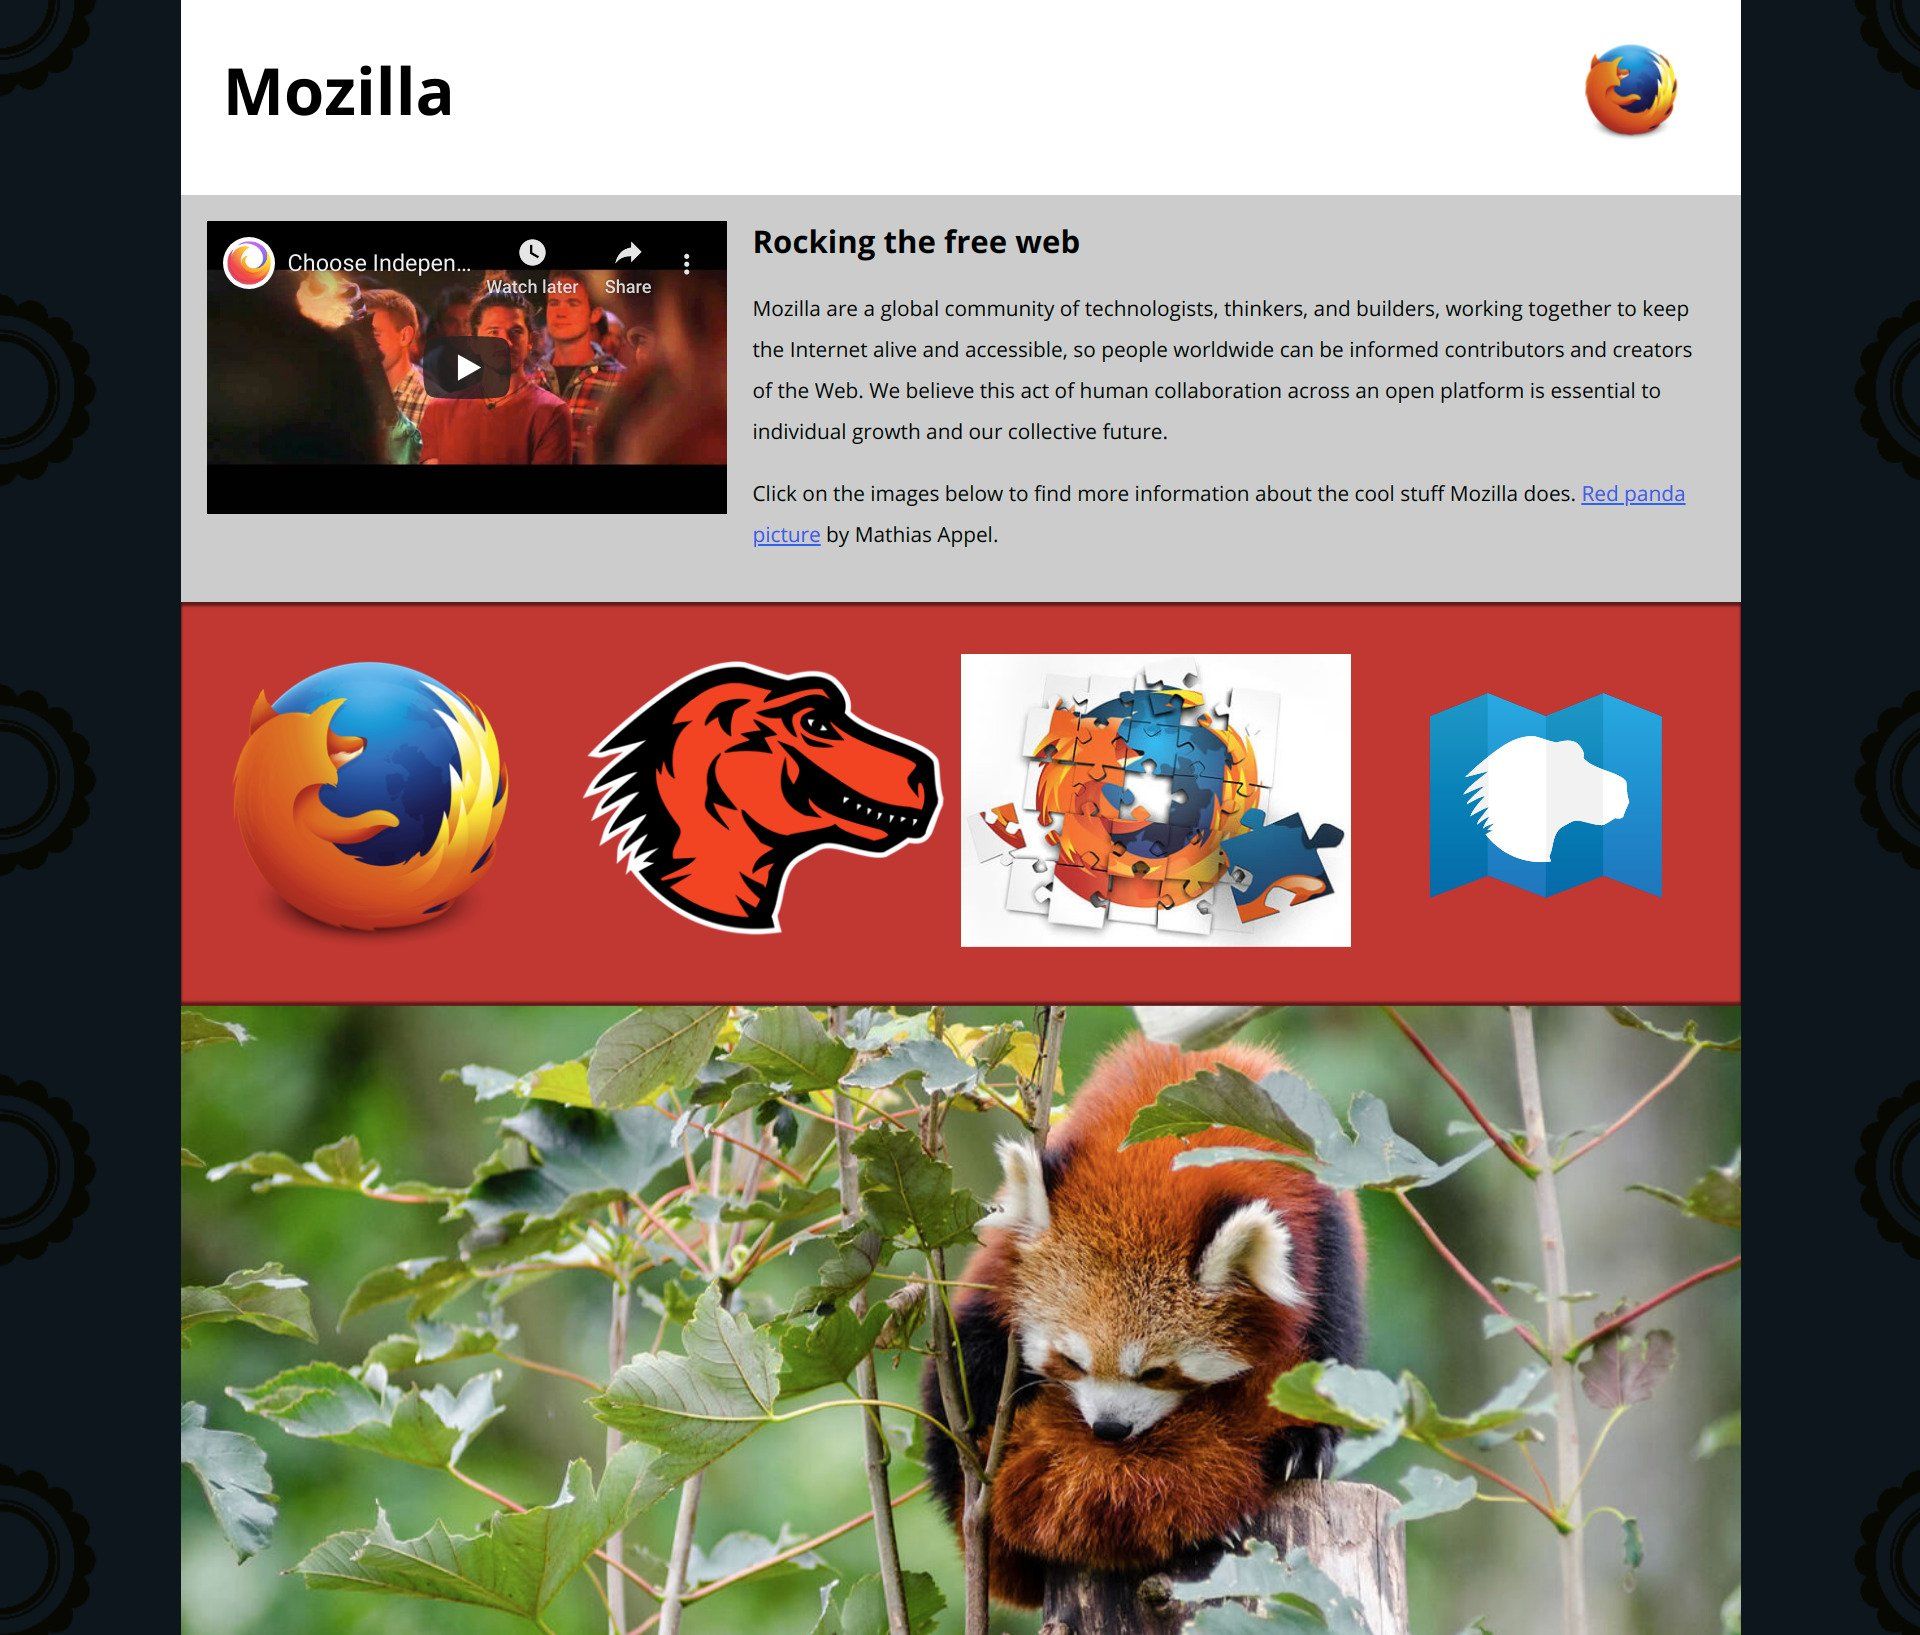 Mozilla
Choose Indepen…
Watch later
Share
Rocking the free web
Mozilla are a global community of technologists, thinkers, and builders, working together to keep
the Internet alive and accessible, so people worldwide can be informed contributors and creators
of the Web. We believe this act of human collaboration across an open platform is essential to
individual growth and our collective future.
Click on the images below to find more information about the cool stuff Mozilla does. Red panda
picture by Mathias Appel.